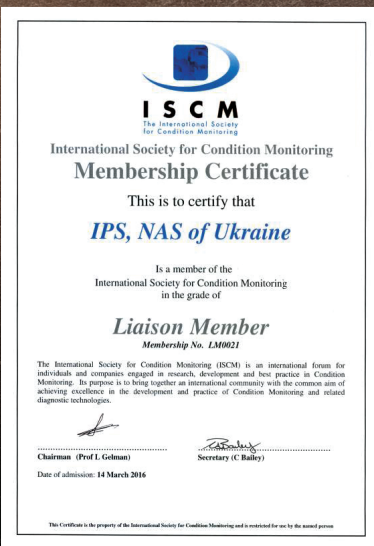 I S C M
The International Society
for Condition Monitoring
International Society for Condition Monitoring
Membership Certificate
This is to certify that
IPS, NAS of Ukraine
Is a member of the
International Society for Condition Monitoring
in the grade of
Liaison Member
Membership No. LM0021
The International Society for Condition Monitoring (ISCM) is an international forum for
individuals and companies engaged in research, development and best practice in Condition
Monitoring. Its purpose is to bring together an international community with the common aim of
achieving excellence in the development and practice of Condition Monitoring and related
diagnostic technologies.
CSBailey
Chairman (Prof L Gelman)
Secretary (C Bailey)
Date of admission: 14 March 2016
This Certificate is the property of the International Society for Condition Monitoring and is restricted for use by the named person